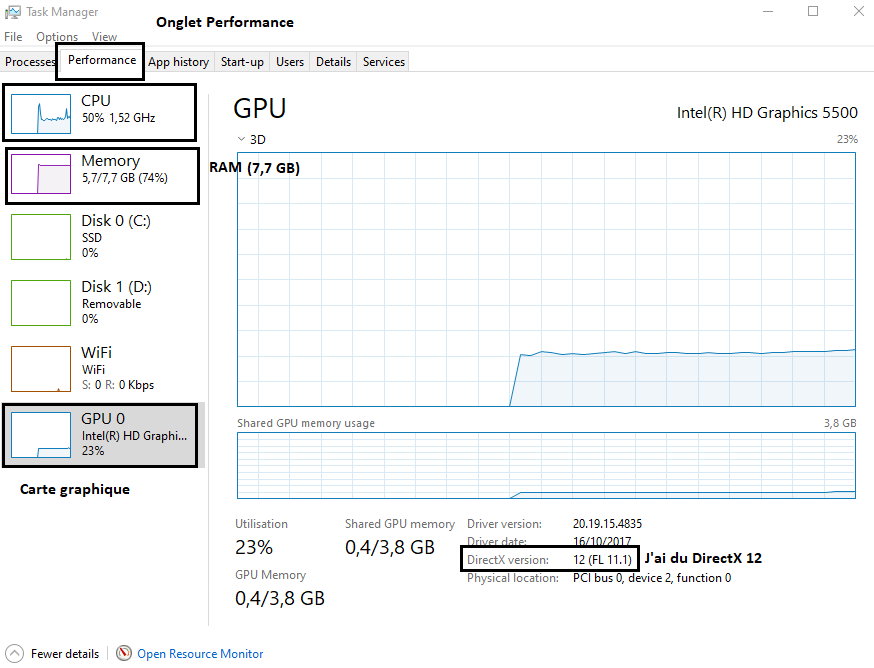 Task Manager
Onglet Performance
File Options View
Processes Performance App history Start-up Users Details Services
CPU
50% 1,52 GHz
Memory
5,7/7,7 GB (74%)
RAM (7,7 GB)
Disk 0 (C:)
SSD
0%
Disk 1 (D:)
Removable
0%
WiFi
WiFi
S: 0 R: 0 Kbps
GPU 0
Intel(R) HD Graphi...
23%
Carte graphique
GPU
Intel(R) HD Graphics 5500
3D
23%
Shared GPU memory usage
3,8 GB
Utilisation
23%
Shared GPU memory
0,4/3,8 GB
GPU Memory
0,4/3,8 GB
Driver version: 20.19.15.4835
Driver date: 16/10/2017
DirectX version: 12 (FL 11.1)
J'ai du DirectX 12
Physical location: PCI bus 0, device 2, function 0
Fewer details
Open Resource Monitor